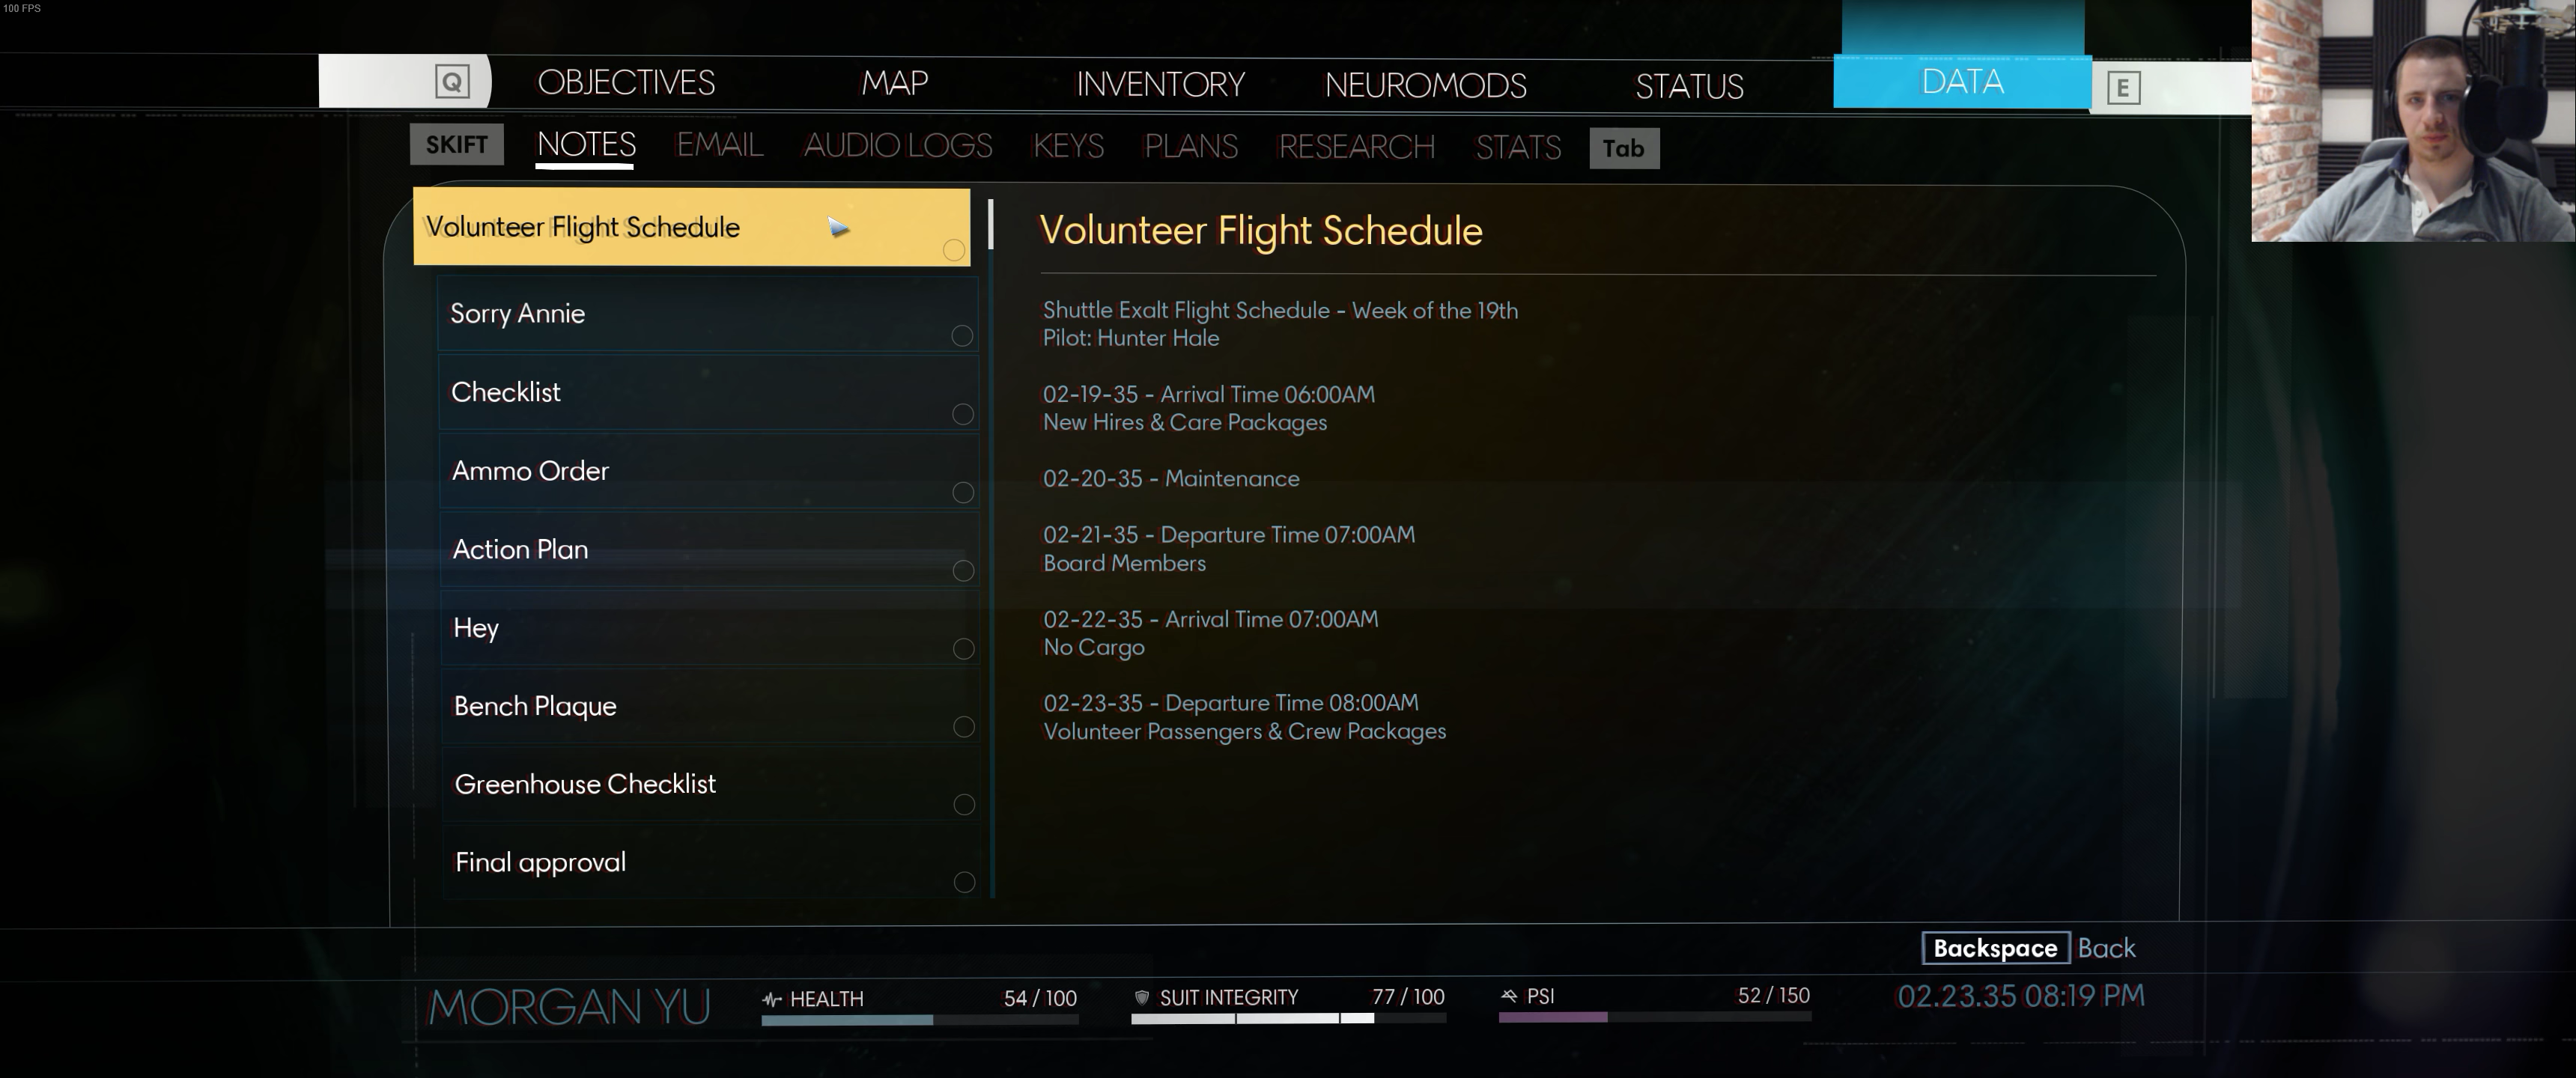 100 FPS
Q OBJECTIVES MAP INVENTORY NEUROMODS STATUS DATA E
SKIFT NOTES EMAIL AUDIO LOGS KEYS PLANS RESEARCH STATS Tab
Volunteer Flight Schedule
Sorry Annie
Checklist
Ammo Order
Action Plan
Hey
Bench Plaque
Greenhouse Checklist
Final approval
Volunteer Flight Schedule
Shuttle Exalt Flight Schedule - Week of the 19th
Pilot: Hunter Hale
02-19-35 - Arrival Time 06:00AM
New Hires & Care Packages
02-20-35 - Maintenance
02-21-35 - Departure Time 07:00AM
Board Members
02-22-35 - Arrival Time 07:00AM
No Cargo
02-23-35 - Departure Time 08:00AM
Volunteer Passengers & Crew Packages
Backspace Back
MORGAN YU HEALTH 54 / 100 SUIT INTEGRITY 77 / 100 PSI 52 / 150 02.23.35 08:19 PM